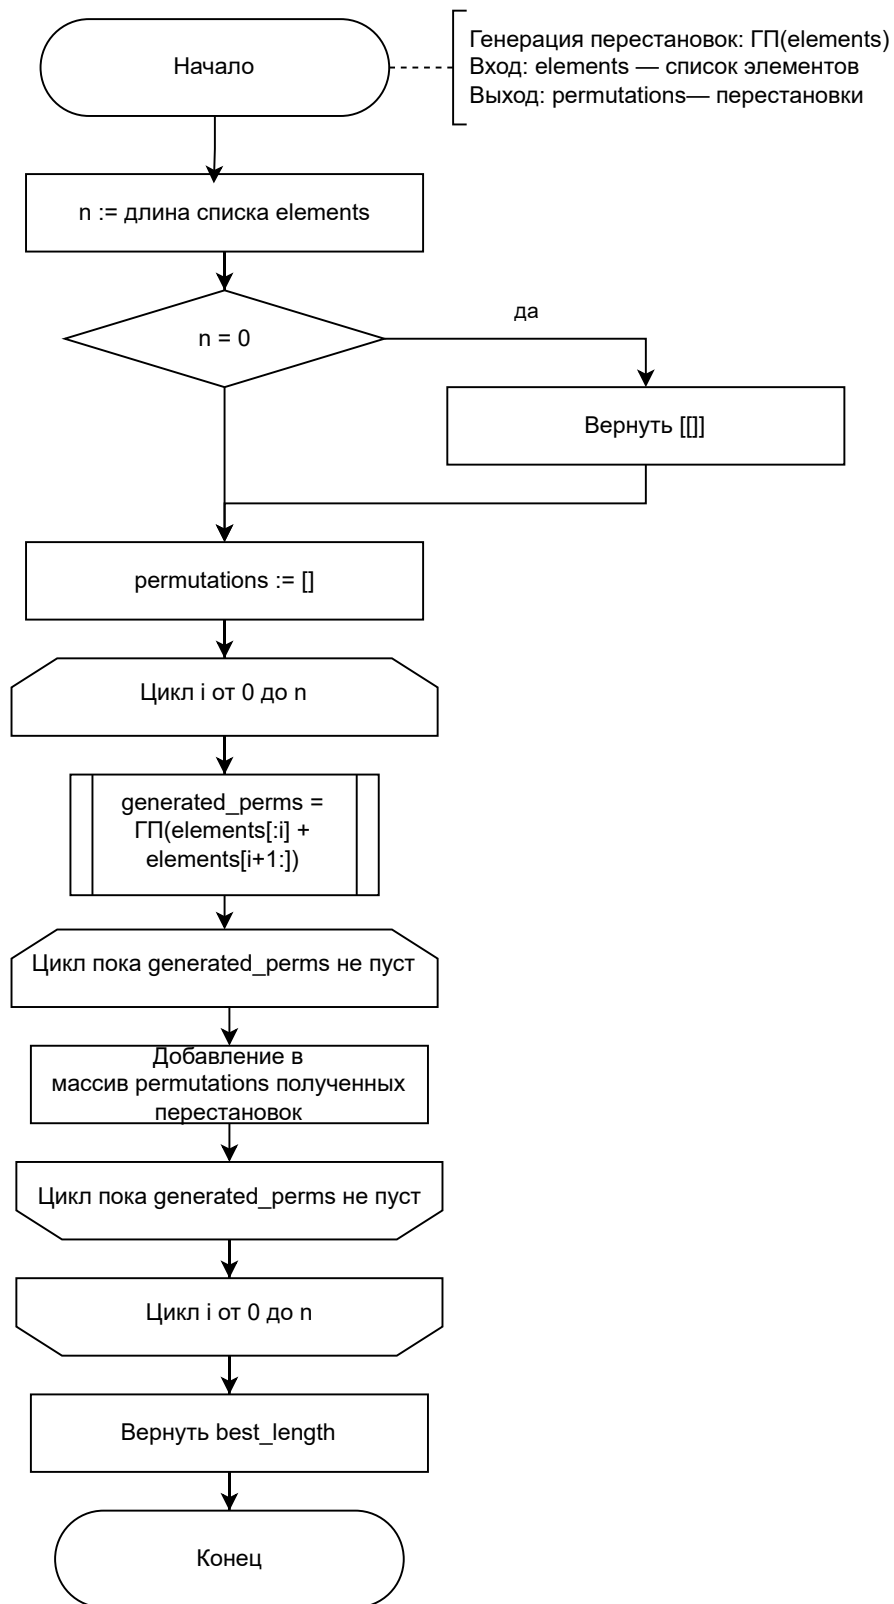 Начало
Генерация перестановок: ГП(elements)
Вход: elements — список элементов
Выход: permutations— перестановки
n := длина списка elements
n = 0
да
Вернуть [[]]
permutations := []
Цикл i от 0 до n
generated_perms =
ГП(elements[:i] +
elements[i+1:])
Цикл пока generated_perms не пуст
Добавление в
массив permutations полученных
перестановок
Цикл пока generated_perms не пуст
Цикл i от 0 до n
Вернуть best_length
Конец